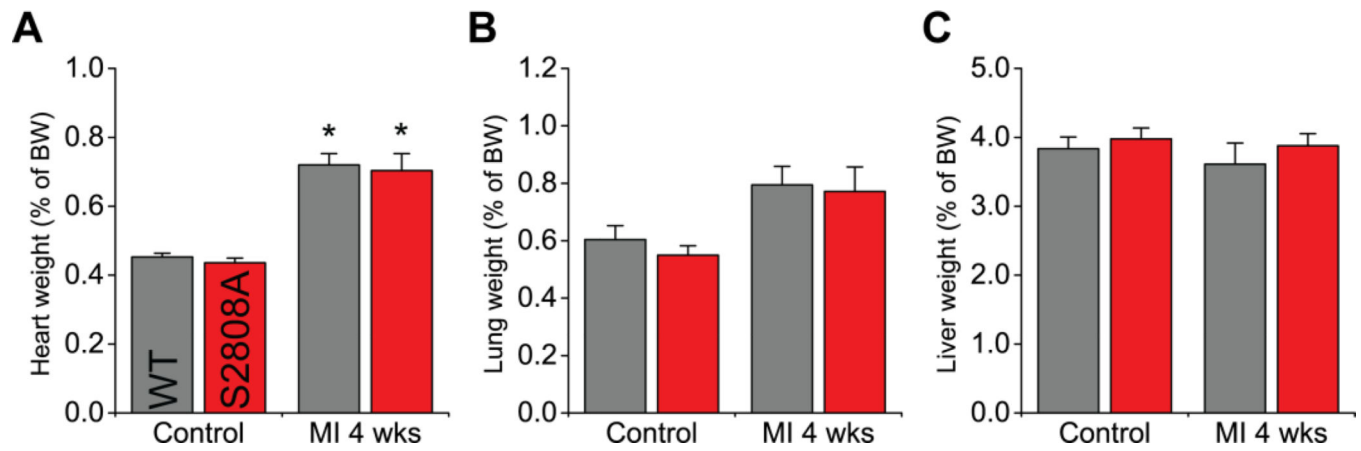 A
Heart weight (% of BW)
1.0
0.8
0.6
0.4
0.2
0.0
* *
WT
S2808A
Control MI 4 wks
B
Lung weight (% of BW)
1.2
1.0
0.8
0.6
0.4
0.2
0.0
Control MI 4 wks
C
Liver weight (% of BW)
5.0
4.0
3.0
2.0
1.0
0.0
Control MI 4 wks